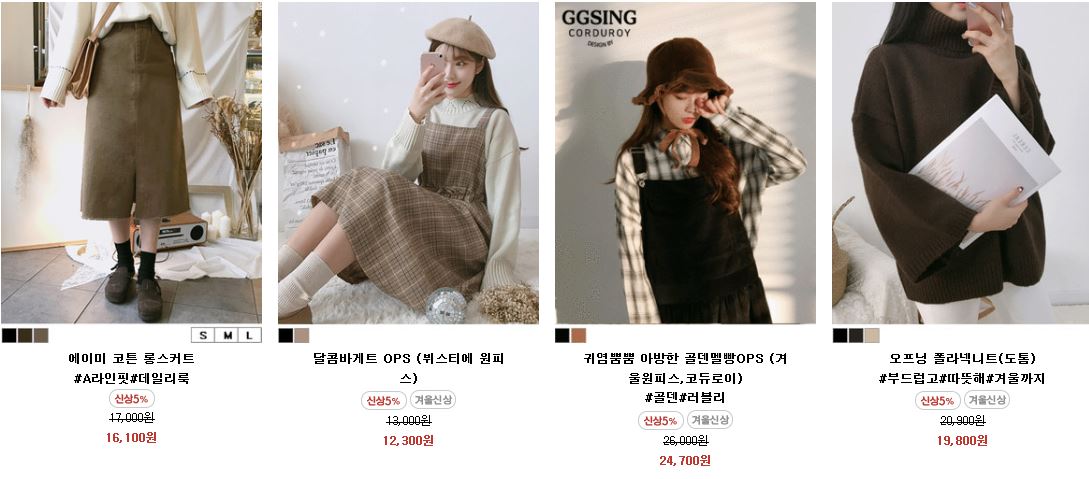 GGSING
CORDUROY
DESIGN BY
S M L
에이미 코튼 롱스커트
#A라인핏#데일리룩
신상5%
17,000원
16,100원
달콤바게트 OPS (뷔스티에 원피
스)
신상5% 겨울신상
13,000원
12,300원
귀염뿜뿜 아방한 골덴멜빵OPS (겨
울원피스,코듀로이)
#골덴#러블리
신상5% 겨울신상
26,000원
24,700원
오프닝 폴라넥니트(도톰)
#부드럽고#따뜻해#겨울까지
신상5% 겨울신상
20,900원
19,800원